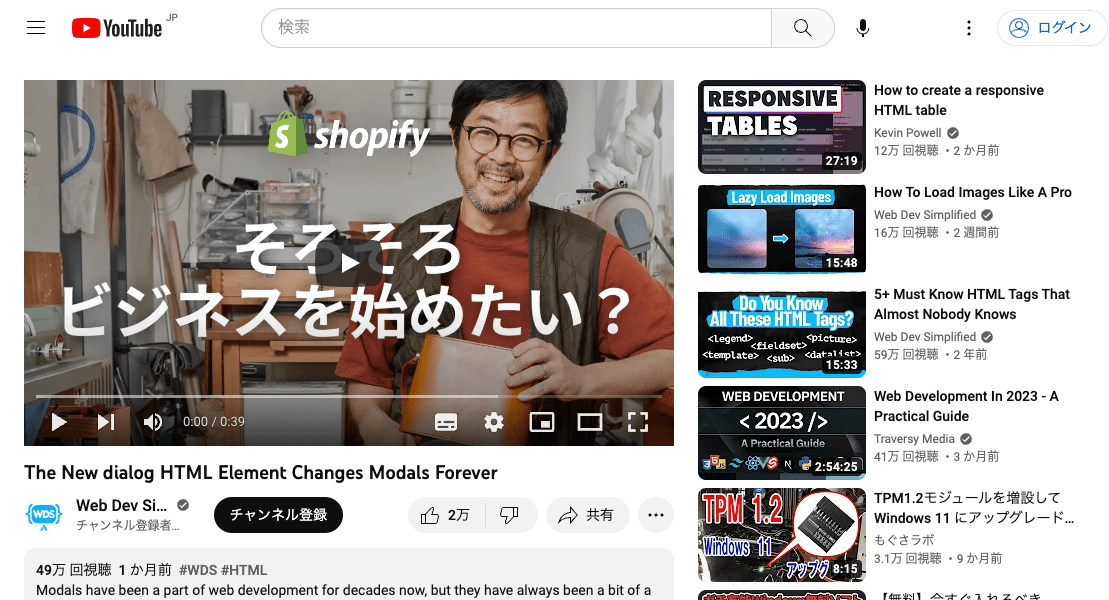 YouTube JP
検索
ログイン
shopify
そろそろ
ビジネスを始めたい？
0:00 / 0:39
The New dialog HTML Element Changes Modals Forever
WDS
Web Dev Si...
チャンネル登録者...
チャンネル登録
2万
共有
49万 回視聴 1 か月前 #WDS #HTML
Modals have been a part of web development for decades now, but they have always been a bit of a
RESPONSIVE
TABLES
27:19
How to create a responsive
HTML table
Kevin Powell
12万 回視聴 ・2 か月前
Lazy Load Images
15:48
How To Load Images Like A Pro
Web Dev Simplified
16万 回視聴 ・2 週間前
Do You Know
All These HTML Tags?
<legend> <picture>
<fieldset>
<template> <sub> <datalist>
15:33
5+ Must Know HTML Tags That
Almost Nobody Knows
Web Dev Simplified
59万 回視聴 ・2 年前
WEB DEVELOPMENT
< 2023 />
A Practical Guide
2:54:25
Web Development In 2023 - A
Practical Guide
Traversy Media
41万 回視聴 ・3 か月前
TPM 1.2
Windows 11
アップグ
8:15
TPM1.2モジュールを増設して
Windows 11 にアップグレード...
もぐさラボ
3.1万 回視聴 ・9 か月前
【無料】今すぐ入れるべき